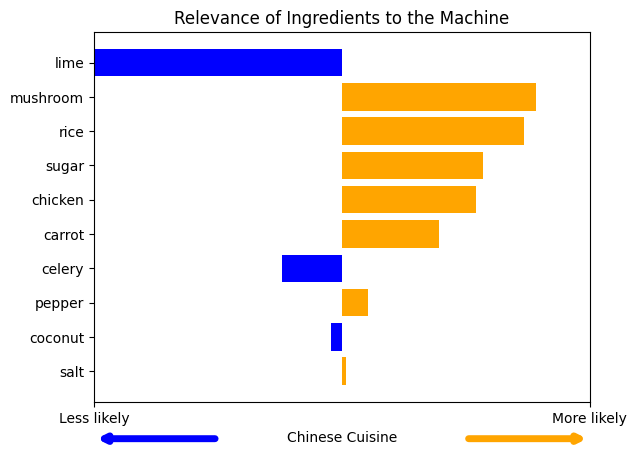 Relevance of Ingredients to the Machine
lime
mushroom
rice
sugar
chicken
carrot
celery
pepper
coconut
salt
Less likely
More likely
Chinese Cuisine